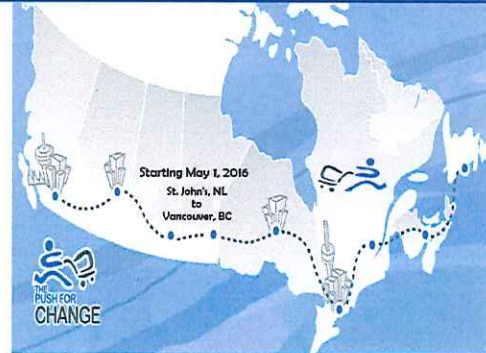 Starting May 1, 2016
St. John's, NL
to
Vancouver, BC
THE
PUSH FOR
CHANGE